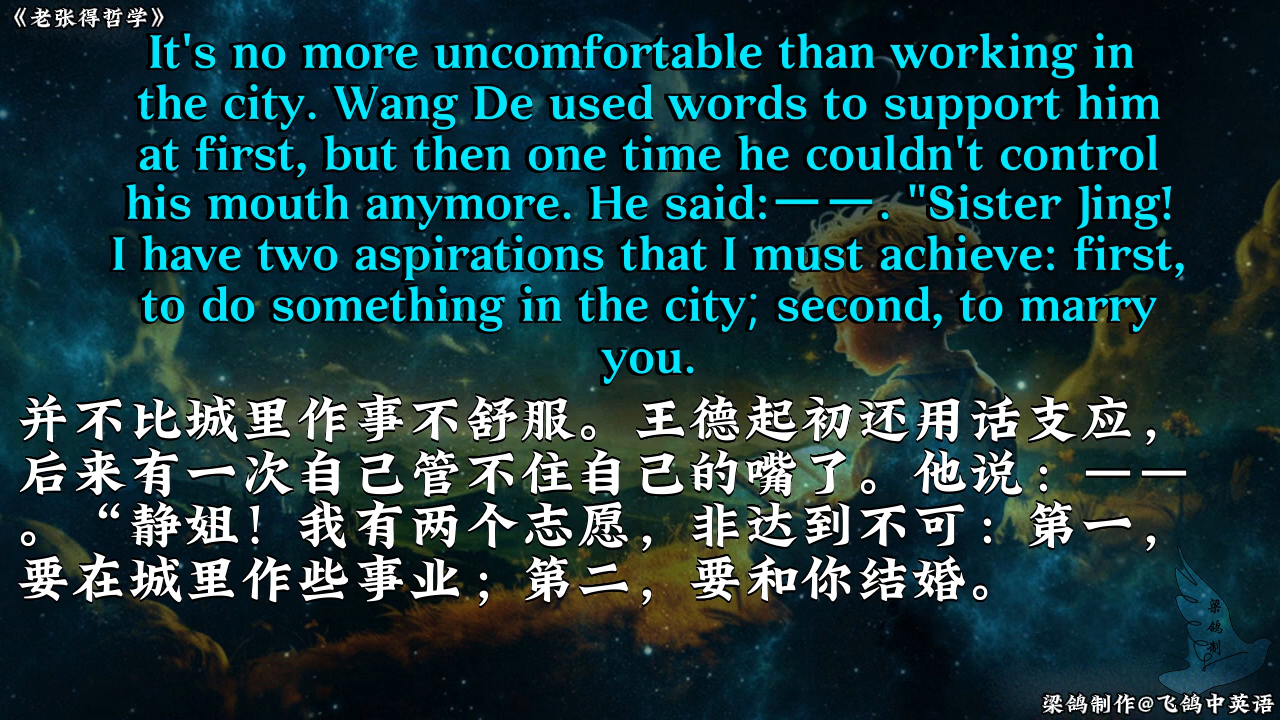 《老张得哲学》
It's no more uncomfortable than working in
the city. Wang De used words to support him
at first, but then one time he couldn't control
his mouth anymore. He said:——. "Sister Jing!
I have two aspirations that I must achieve: first,
to do something in the city; second, to marry
you.
并不比城里作事不舒服。王德起初还用话支应，
后来有一次自己管不住自己的嘴了。他说：——
。“静姐！我有两个志愿，非达到不可：第一，
要在城里作些事业；第二，要和你结婚。
梁鸽制
梁鸽制作@飞鸽中英语